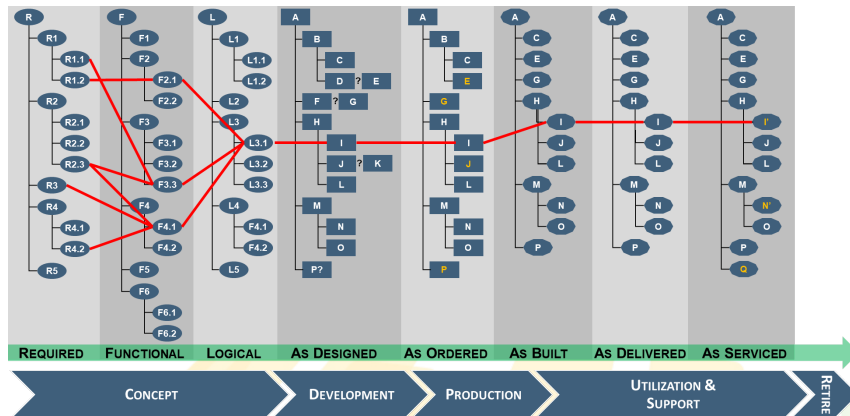 R
R1
R1.1
R1.2
R2
R2.1
R2.2
R2.3
R3
R4
R4.1
R4.2
R5
F
F1
F2
F2.1
F2.2
F3
F3.1
F3.2
F3.3
F4
F4.1
F4.2
F5
F6
F6.1
F6.2
L
L1
L1.1
L1.2
L2
L3
L3.1
L3.2
L3.3
L4
F4.1
F4.2
L5
A
B
C
D ? E
F ? G
H
I
J ? K
L
M
N
O
P?
A
B
C
E
G
H
I
J
L
M
N
O
P
A
C
E
G
H
I
J
L
M
N
O
P
A
C
E
G
H
I
J
L
M
N
O
P
A
C
E
G
H
I'
J
L
M
N'
O
P
Q
REQUIRED FUNCTIONAL LOGICAL AS DESIGNED AS ORDERED AS BUILT AS DELIVERED AS SERVICED
CONCEPT
DEVELOPMENT
PRODUCTION
UTILIZATION &
SUPPORT
RETIRE